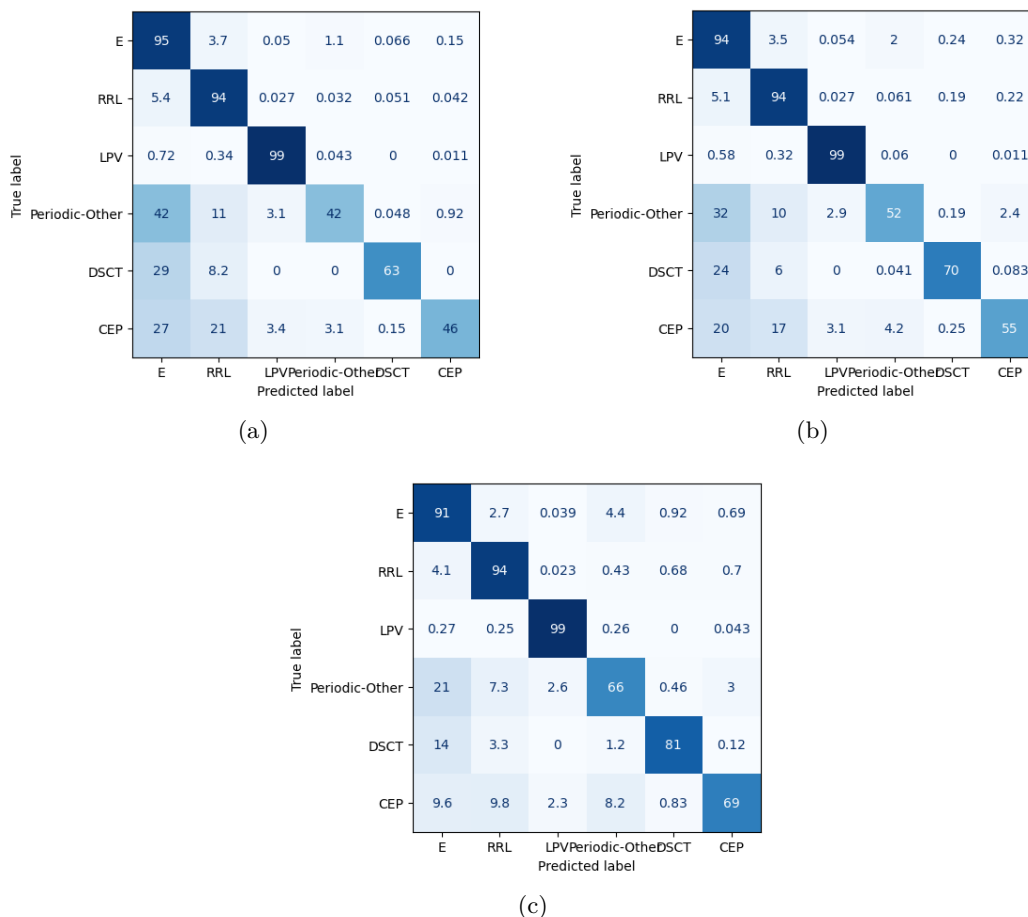 E 95 3.7 0.05 1.1 0.066 0.15
RRL 5.4 94 0.027 0.032 0.051 0.042
LPV 0.72 0.34 99 0.043 0 0.011
Periodic-Other 42 11 3.1 42 0.048 0.92
DSCT 29 8.2 0 0 63 0
CEP 27 21 3.4 3.1 0.15 46
True label
E RRL LPV Periodic-Other DSCT CEP
Predicted label
(a)
E 94 3.5 0.054 2 0.24 0.32
RRL 5.1 94 0.027 0.061 0.19 0.22
LPV 0.58 0.32 99 0.06 0 0.011
Periodic-Other 32 10 2.9 52 0.19 2.4
DSCT 24 6 0 0.041 70 0.083
CEP 20 17 3.1 4.2 0.25 55
True label
E RRL LPV Periodic-Other DSCT CEP
Predicted label
(b)
E 91 2.7 0.039 4.4 0.92 0.69
RRL 4.1 94 0.023 0.43 0.68 0.7
LPV 0.27 0.25 99 0.26 0 0.043
Periodic-Other 21 7.3 2.6 66 0.46 3
DSCT 14 3.3 0 1.2 81 0.12
CEP 9.6 9.8 2.3 8.2 0.83 69
True label
E RRL LPV Periodic-Other DSCT CEP
Predicted label
(c)